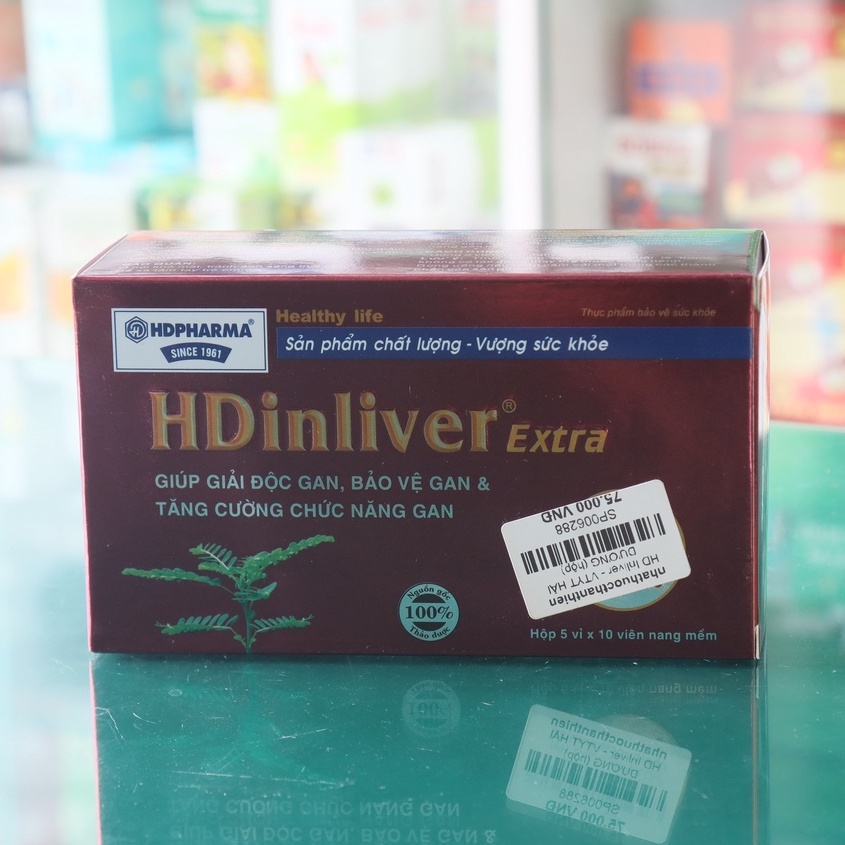 HDPHARMA®
SINCE 1961
Healthy life
Thực phẩm bảo vệ sức khỏe
Sản phẩm chất lượng - Vượng sức khỏe
HDinliver® Extra
GIÚP GIẢI ĐỘC GAN, BẢO VỆ GAN &
TĂNG CƯỜNG CHỨC NĂNG GAN
Nguồn gốc
100%
Thảo dược
nhathuocthanthien
HD Inliver - VTYT HẢI
DƯƠNG (hộp)
SP006288
75.000 VNĐ
Hộp 5 vỉ x 10 viên nang mềm